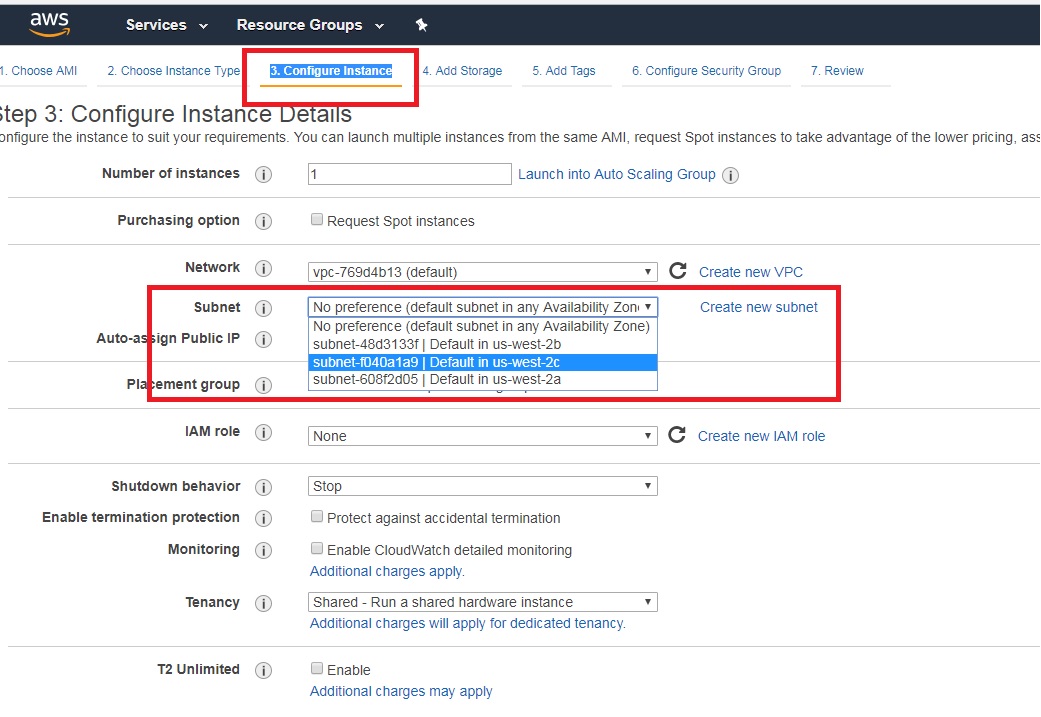 aws
Services
Resource Groups
1. Choose AMI
2. Choose Instance Type
3. Configure Instance
4. Add Storage
5. Add Tags
6. Configure Security Group
7. Review
Step 3: Configure Instance Details
onfigure the instance to suit your requirements. You can launch multiple instances from the same AMI, request Spot instances to take advantage of the lower pricing, ass
Number of instances i 1 Launch into Auto Scaling Group i
Purchasing option i Request Spot instances
Network i vpc-769d4b13 (default) Create new VPC
Subnet i No preference (default subnet in any Availability Zon Create new subnet
No preference (default subnet in any Availability Zone)
Auto-assign Public IP i subnet-48d3133f | Default in us-west-2b
subnet-f040a1a9 | Default in us-west-2c
Placement group i subnet-608f2d05 | Default in us-west-2a
IAM role i None Create new IAM role
Shutdown behavior i Stop
Enable termination protection i Protect against accidental termination
Monitoring i Enable CloudWatch detailed monitoring
Additional charges apply.
Tenancy i Shared - Run a shared hardware instance
Additional charges will apply for dedicated tenancy.
T2 Unlimited i Enable
Additional charges may apply